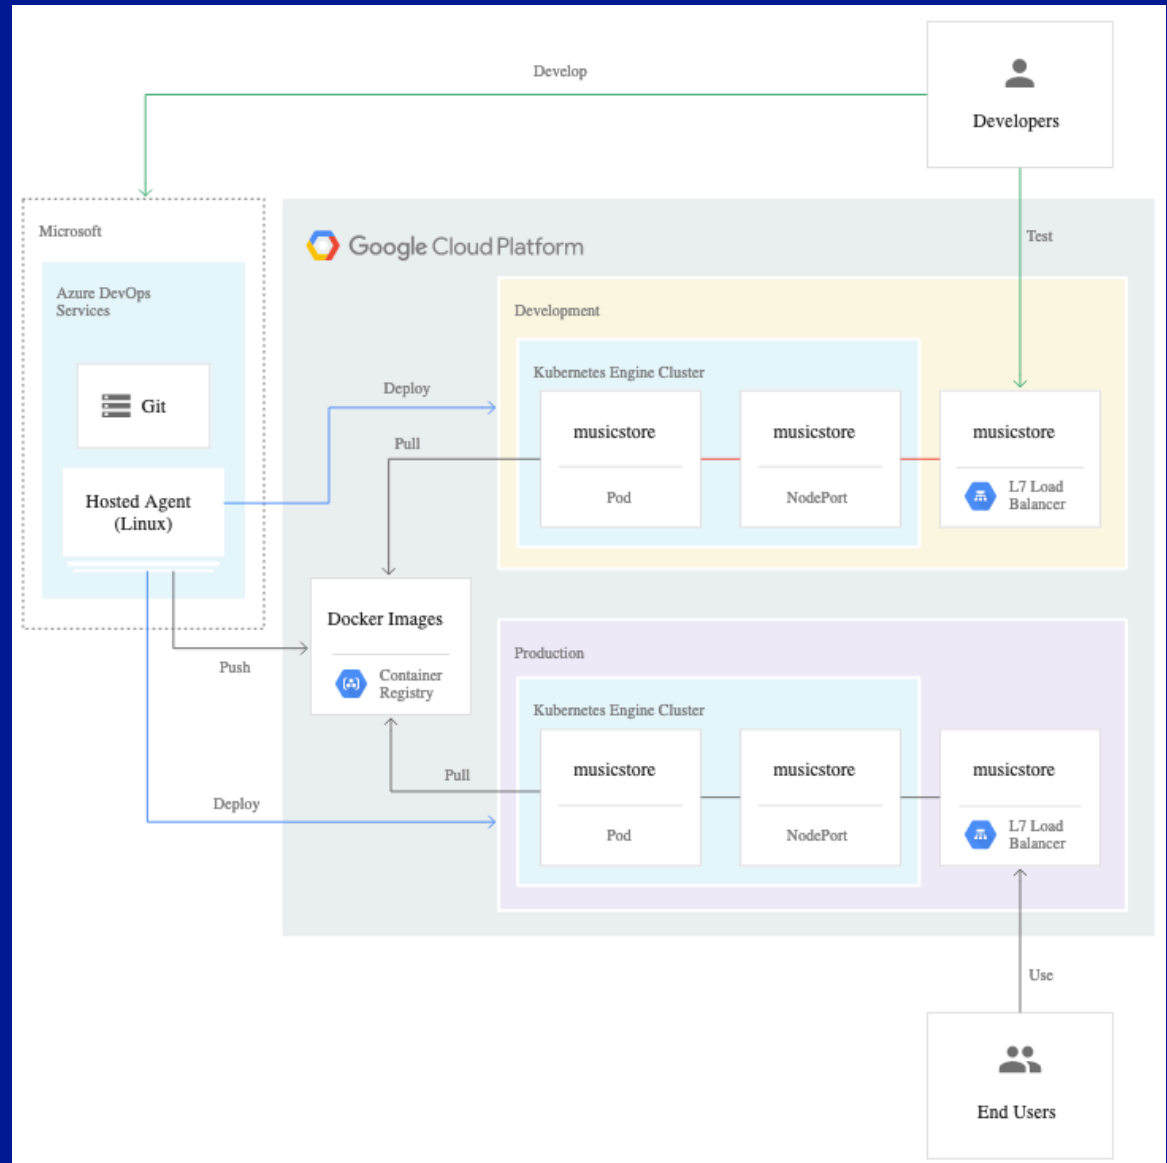 Develop
Developers
Microsoft
Google Cloud Platform
Test
Azure DevOps
Services
Development
Git
Deploy
Kubernetes Engine Cluster
Pull
musicstore
Pod
musicstore
NodePort
musicstore
L7 Load
Balancer
Hosted Agent
(Linux)
Docker Images
Container
Registry
Push
Production
Kubernetes Engine Cluster
Pull
Deploy
musicstore
Pod
musicstore
NodePort
musicstore
L7 Load
Balancer
Use
End Users